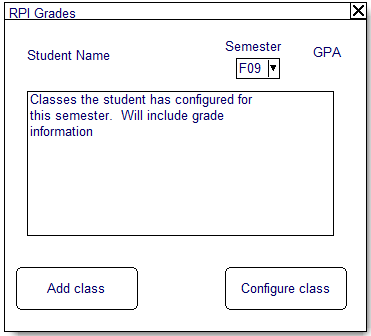 RPI Grades
Student Name
Semester
GPA
F09
Classes the student has configured for
this semester.  Will include grade
information
Add class
Configure class